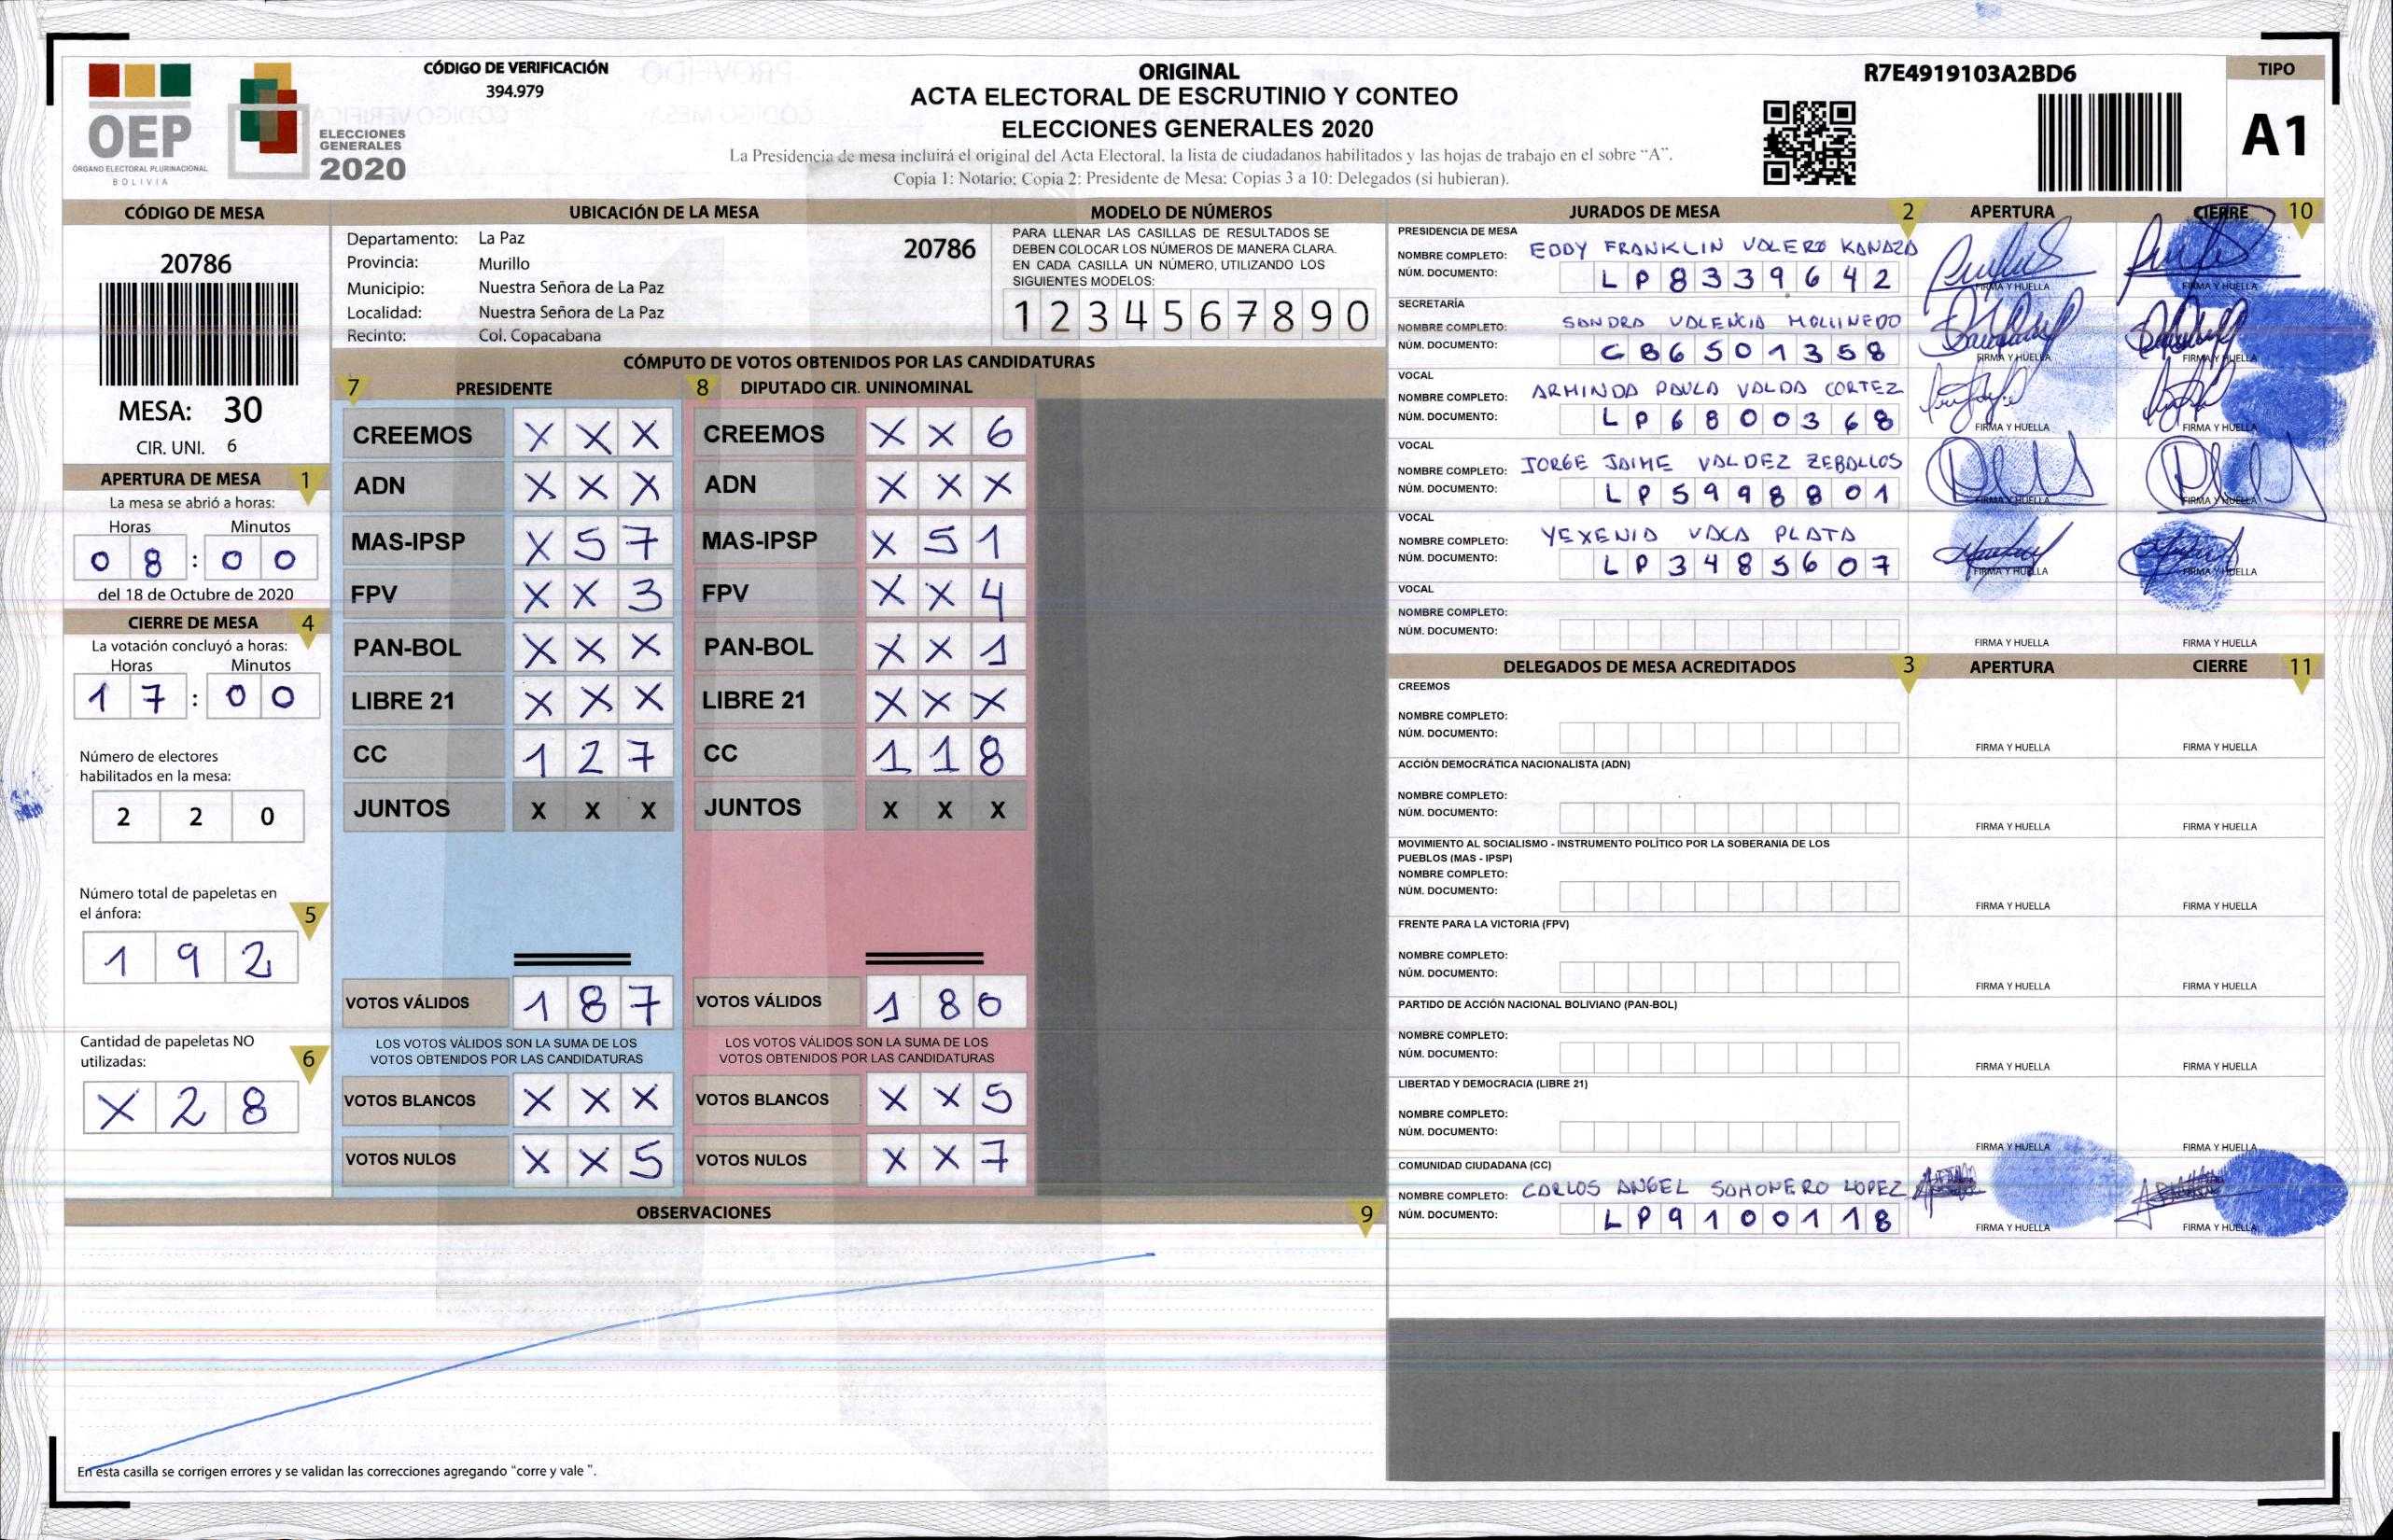 OEP
ÓRGANO ELECTORAL PLURINACIONAL
BOLIVIA
ELECCIONES
GENERALES
2020
CÓDIGO DE VERIFICACIÓN
394.979
ORIGINAL
ACTA ELECTORAL DE ESCRUTINIO Y CONTEO
ELECCIONES GENERALES 2020
La Presidencia de mesa incluirá el original del Acta Electoral, la lista de ciudadanos habilitados y las hojas de trabajo en el sobre "A".
Copia 1: Notario; Copia 2: Presidente de Mesa; Copias 3 a 10: Delegados (si hubieran).
R7E4919103A2BD6
TIPO
A1
CÓDIGO DE MESA
20786
MESA: 30
CIR. UNI. 6
APERTURA DE MESA 1
La mesa se abrió a horas:
Horas Minutos
0 8 : 0 0
del 18 de Octubre de 2020
CIERRE DE MESA 4
La votación concluyó a horas:
Horas Minutos
1 7 : 0 0
Número de electores
habilitados en la mesa:
2 2 0
Número total de papeletas en
el ánfora: 5
1 9 2
Cantidad de papeletas NO
utilizadas: 6
X 2 8
UBICACIÓN DE LA MESA
Departamento: La Paz
20786
Provincia: Murillo
Municipio: Nuestra Señora de La Paz
Localidad: Nuestra Señora de La Paz
Recinto: Col. Copacabana
MODELO DE NÚMEROS
PARA LLENAR LAS CASILLAS DE RESULTADOS SE
DEBEN COLOCAR LOS NÚMEROS DE MANERA CLARA.
EN CADA CASILLA UN NÚMERO, UTILIZANDO LOS
SIGUIENTES MODELOS:
1 2 3 4 5 6 7 8 9 0
CÓMPUTO DE VOTOS OBTENIDOS POR LAS CANDIDATURAS
7 PRESIDENTE 8 DIPUTADO CIR. UNINOMINAL
CREEMOS X X X CREEMOS X X 6
ADN X X X ADN X X X
MAS-IPSP X 5 7 MAS-IPSP X 5 1
FPV X X 3 FPV X X 4
PAN-BOL X X X PAN-BOL X X 1
LIBRE 21 X X X LIBRE 21 X X X
CC 1 2 7 CC 1 1 8
JUNTOS X X X JUNTOS X X X
VOTOS VÁLIDOS 1 8 7 VOTOS VÁLIDOS 1 8 0
LOS VOTOS VÁLIDOS SON LA SUMA DE LOS LOS VOTOS VÁLIDOS SON LA SUMA DE LOS
VOTOS OBTENIDOS POR LAS CANDIDATURAS VOTOS OBTENIDOS POR LAS CANDIDATURAS
VOTOS BLANCOS X X X VOTOS BLANCOS X X 5
VOTOS NULOS X X 5 VOTOS NULOS X X 7
OBSERVACIONES 9
En esta casilla se corrigen errores y se validan las correcciones agregando "corre y vale ".
JURADOS DE MESA 2 APERTURA CIERRE 10
PRESIDENCIA DE MESA
NOMBRE COMPLETO: EDDY FRANKLIN VALERO KANAZA
NÚM. DOCUMENTO: L P 8 3 3 9 6 4 2
FIRMA Y HUELLA FIRMA Y HUELLA
SECRETARÍA
NOMBRE COMPLETO: SANDRA VALENCIA MOLLINEDO
NÚM. DOCUMENTO: C B 6 5 0 1 3 5 8
FIRMA Y HUELLA FIRMA Y HUELLA
VOCAL
NOMBRE COMPLETO: ARMINDA PAULA VALDA CORTEZ
NÚM. DOCUMENTO: L P 6 8 0 0 3 6 8
FIRMA Y HUELLA FIRMA Y HUELLA
VOCAL
NOMBRE COMPLETO: JORGE JAIME VALDEZ ZEBALLOS
NÚM. DOCUMENTO: L P 5 9 9 8 8 0 1
FIRMA Y HUELLA FIRMA Y HUELLA
VOCAL
NOMBRE COMPLETO: YEXENIA VACA PLATA
NÚM. DOCUMENTO: L P 3 4 8 5 6 0 7
FIRMA Y HUELLA FIRMA Y HUELLA
VOCAL
NOMBRE COMPLETO:
NÚM. DOCUMENTO:
FIRMA Y HUELLA FIRMA Y HUELLA
DELEGADOS DE MESA ACREDITADOS 3 APERTURA CIERRE 11
CREEMOS
NOMBRE COMPLETO:
NÚM. DOCUMENTO:
FIRMA Y HUELLA FIRMA Y HUELLA
ACCIÓN DEMOCRÁTICA NACIONALISTA (ADN)
NOMBRE COMPLETO:
NÚM. DOCUMENTO:
FIRMA Y HUELLA FIRMA Y HUELLA
MOVIMIENTO AL SOCIALISMO - INSTRUMENTO POLÍTICO POR LA SOBERANIA DE LOS
PUEBLOS (MAS - IPSP)
NOMBRE COMPLETO:
NÚM. DOCUMENTO:
FIRMA Y HUELLA FIRMA Y HUELLA
FRENTE PARA LA VICTORIA (FPV)
NOMBRE COMPLETO:
NÚM. DOCUMENTO:
FIRMA Y HUELLA FIRMA Y HUELLA
PARTIDO DE ACCIÓN NACIONAL BOLIVIANO (PAN-BOL)
NOMBRE COMPLETO:
NÚM. DOCUMENTO:
FIRMA Y HUELLA FIRMA Y HUELLA
LIBERTAD Y DEMOCRACIA (LIBRE 21)
NOMBRE COMPLETO:
NÚM. DOCUMENTO:
FIRMA Y HUELLA FIRMA Y HUELLA
COMUNIDAD CIUDADANA (CC)
NOMBRE COMPLETO: CARLOS ANGEL SAHONERO LOPEZ
NÚM. DOCUMENTO: L P 9 1 0 0 1 1 8
FIRMA Y HUELLA FIRMA Y HUELLA